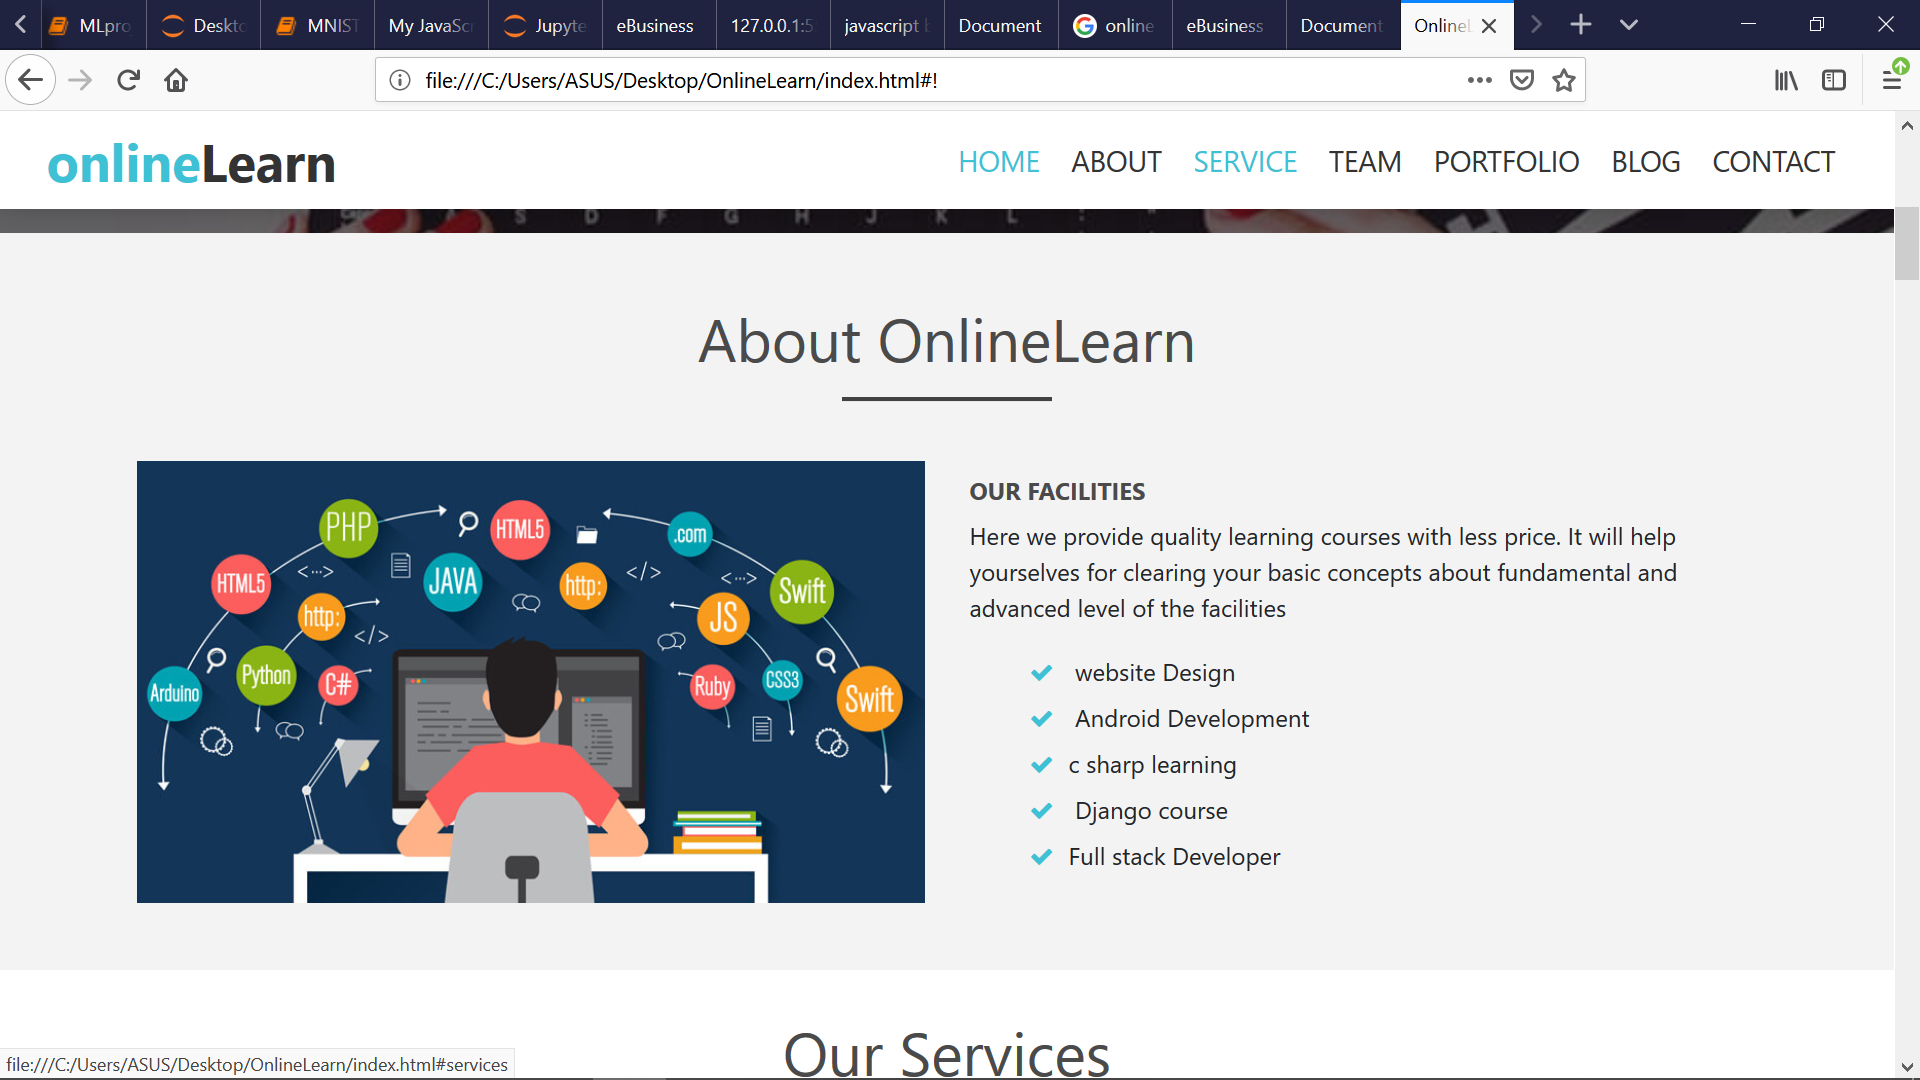 MLpro
Deskto
MNIST
My JavaSc
Jupyte
eBusiness
127.0.0.1:5
javascript b
Document
online
eBusiness
Document
OnlineL
file:///C:/Users/ASUS/Desktop/OnlineLearn/index.html#!
onlineLearn
HOME ABOUT SERVICE TEAM PORTFOLIO BLOG CONTACT
S D F G H J K L : "
About OnlineLearn
PHP
HTML5
.com
HTML5
JAVA
http:
Swift
http:
JS
Python
C#
Arduino
Ruby
CSS3
Swift
OUR FACILITIES
Here we provide quality learning courses with less price. It will help
yourselves for clearing your basic concepts about fundamental and
advanced level of the facilities
website Design
Android Development
c sharp learning
Django course
Full stack Developer
Our Services
file:///C:/Users/ASUS/Desktop/OnlineLearn/index.html#services